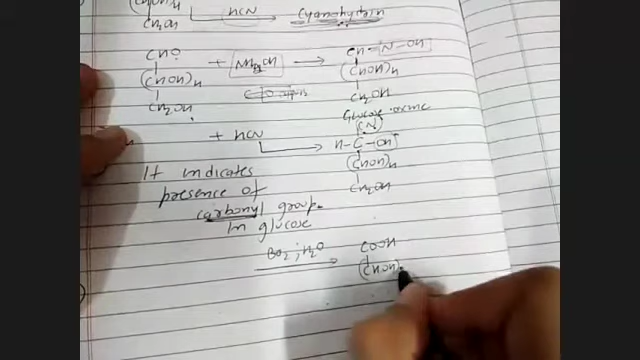 (CHOH)4
CH2OH HCN Cyanohydrin
CHO + NH2OH → CH=N-OH
(CHOH)4 (CHOH)4
CH2OH CH2OH
Glucose oxime
+ HCN → CN
H-C-OH
(CHOH)4
CH2OH
It indicates
presence of
carbonyl group.
In glucose
Br2 ; H2O → COOH
(CHOH)